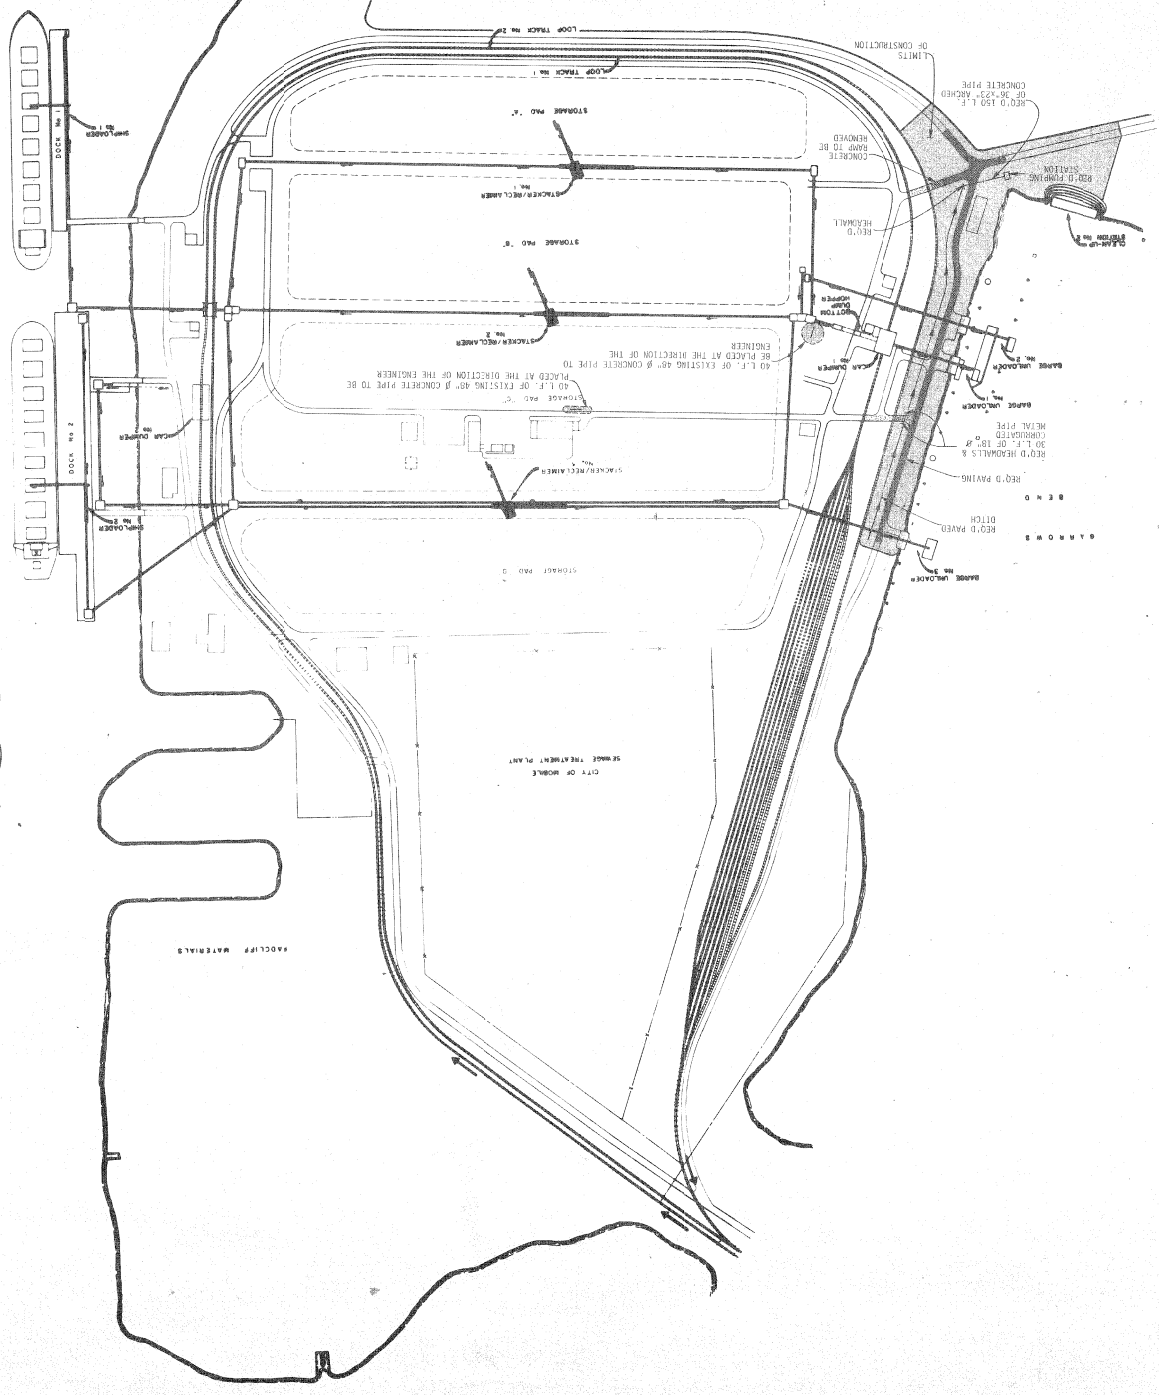 LOOP TRACK No. 2
LOOP TRACK No 1
LIMITS
OF CONSTRUCTION
REQ'D 150 L.F.
OF 36"X23" ARCHED
CONCRETE PIPE
CONCRETE
RAMP TO BE
REMOVED
REQ'D PUMPING
STATION
REQ'D
HEADWALL
CLEAN-UP
STATION No 2
SHIPLOADER
No 1
DOCK No 1
STORAGE PAD "A"
STACKER/RECLAIMER
No. 1
STORAGE PAD "B"
STACKER/RECLAIMER
No. 2
BOTTOM
DUMP
HOPPER
40 L.F. OF EXISTING 48" Ø CONCRETE PIPE TO
BE PLACED AT THE DIRECTION OF THE
ENGINEER
CAR DUMPER
No 1
BARGE UNLOADER
No. 2
BARGE UNLOADER
No. 1
40 L.F. OF EXISTING 48" Ø CONCRETE PIPE TO BE
PLACED AT THE DIRECTION OF THE ENGINEER
STORAGE PAD "C"
CAR DUMPER
DOCK No 2
REQ'D HEADWALLS &
30 L.F. OF 18" Ø
CORRUGATED
METAL PIPE
REQ'D PAVING
STACKER/RECLAIMER
SHIPLOADER
No 2
REQ'D PAVED
DITCH
GARROWS
BEND
STORAGE PAD
BARGE UNLOADER
No. 3
CITY OF MOBILE
SEWAGE TREATMENT PLANT
RADCLIFF MATERIALS